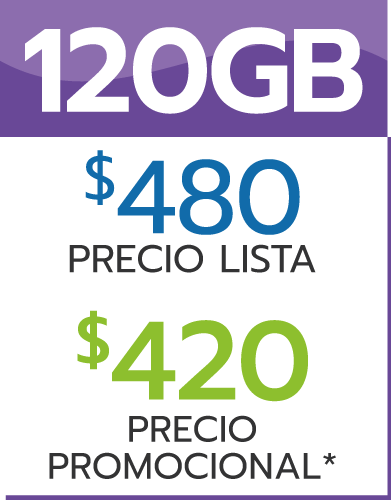 120GB
$480
PRECIO LISTA
$420
PRECIO
PROMOCIONAL*